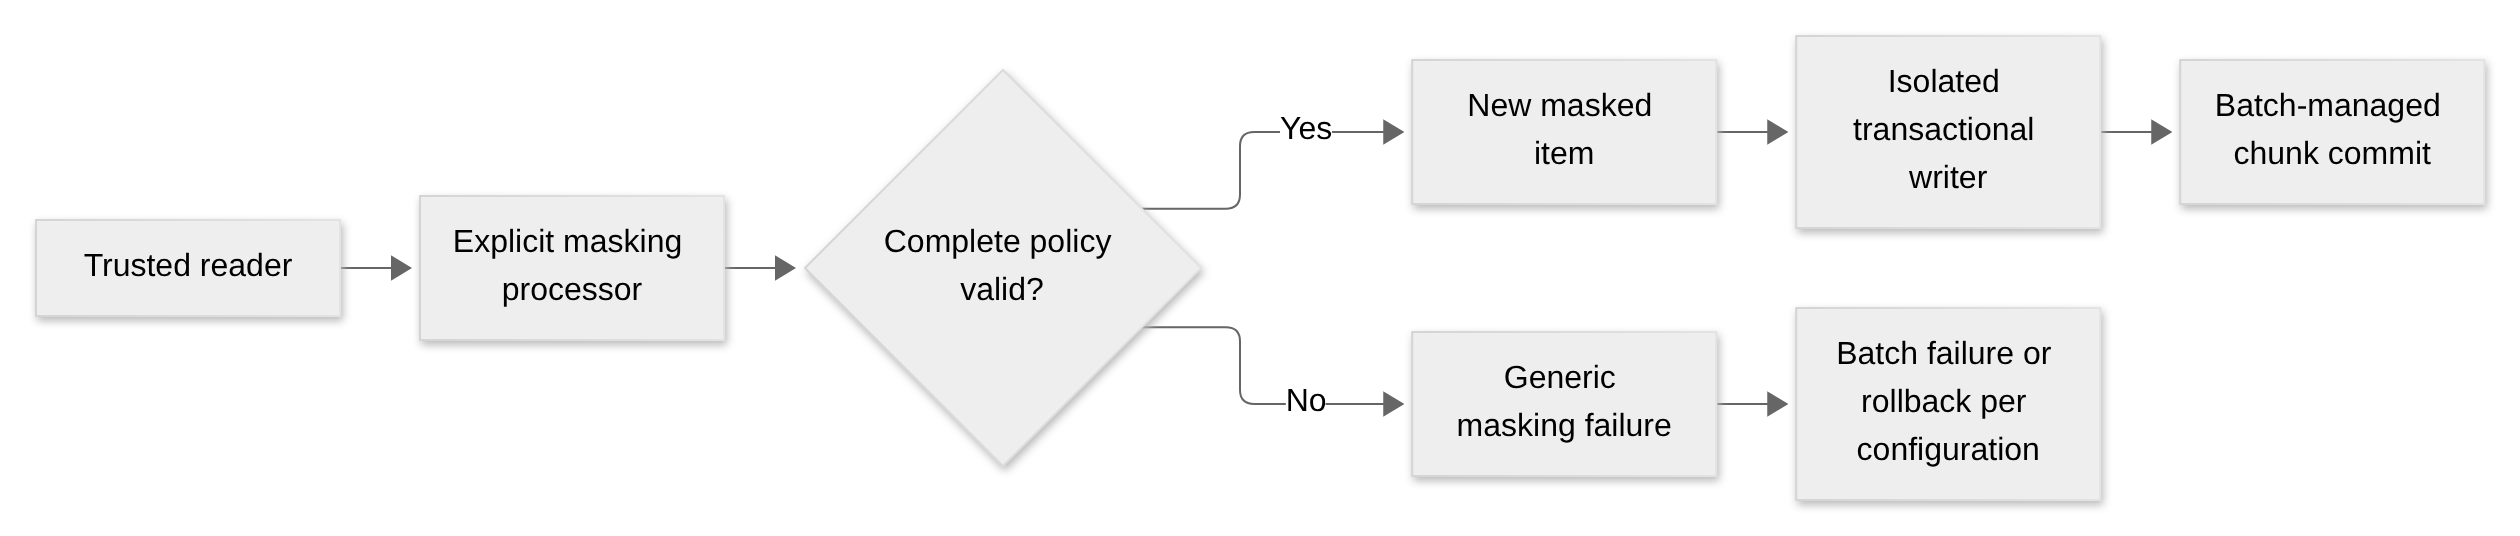 Trusted reader
Explicit masking
processor
Complete policy
valid?
Yes
New masked
item
Isolated
transactional
writer
Batch-managed
chunk commit
No
Generic
masking failure
Batch failure or
rollback per
configuration